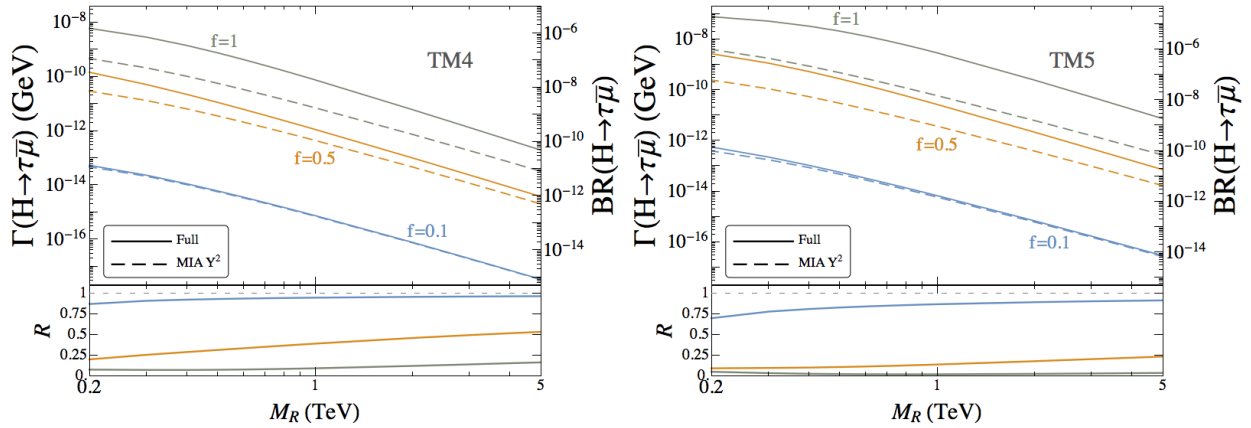 Γ(H→τμ̄) (GeV)
10⁻⁸
10⁻¹⁰
10⁻¹²
10⁻¹⁴
10⁻¹⁶
f=1
TM4
f=0.5
f=0.1
Full
MIA Y²
10⁻⁶
10⁻⁸
10⁻¹⁰
10⁻¹²
10⁻¹⁴
BR(H→τμ̄)
R
1
0.75
0.5
0.25
0
0.2
1
5
M_R (TeV)
Γ(H→τμ̄) (GeV)
10⁻⁸
10⁻¹⁰
10⁻¹²
10⁻¹⁴
10⁻¹⁶
f=1
TM5
f=0.5
f=0.1
Full
MIA Y²
10⁻⁶
10⁻⁸
10⁻¹⁰
10⁻¹²
10⁻¹⁴
BR(H→τμ̄)
R
1
0.75
0.5
0.25
0
0.2
1
5
M_R (TeV)